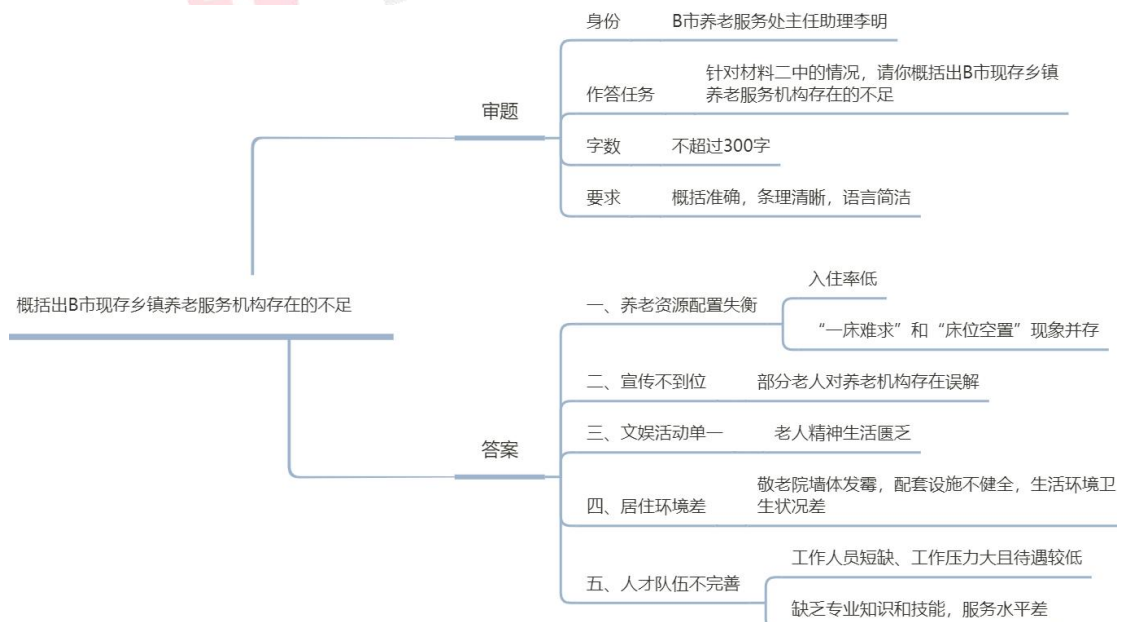 概括出B市现存乡镇养老服务机构存在的不足
审题
身份
B市养老服务处主任助理李明
作答任务
针对材料二中的情况，请你概括出B市现存乡镇
养老服务机构存在的不足
字数
不超过300字
要求
概括准确，条理清晰，语言简洁
答案
一、养老资源配置失衡
入住率低
“一床难求”和“床位空置”现象并存
二、宣传不到位
部分老人对养老机构存在误解
三、文娱活动单一
老人精神生活匮乏
四、居住环境差
敬老院墙体发霉，配套设施不健全，生活环境卫
生状况差
五、人才队伍不完善
工作人员短缺、工作压力大且待遇较低
缺乏专业知识和技能，服务水平差